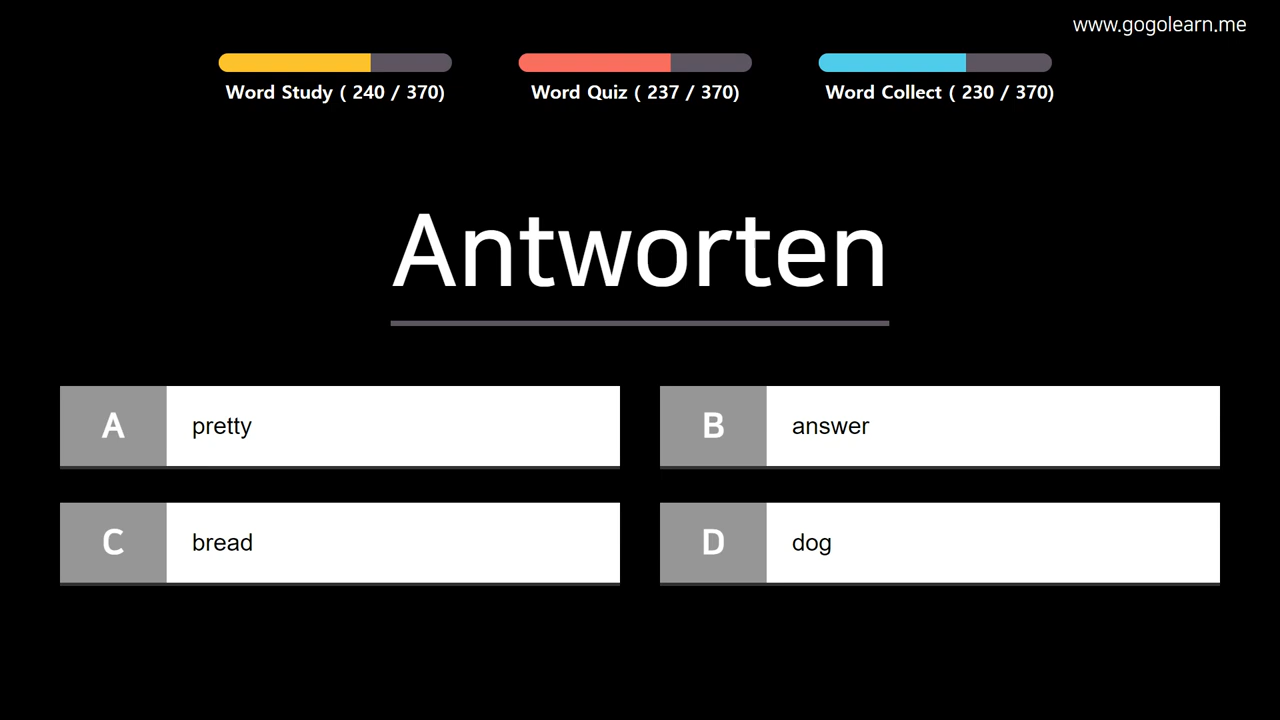 www.gogolearn.me
Word Study ( 240 / 370)
Word Quiz ( 237 / 370)
Word Collect ( 230 / 370)
Antworten
A pretty
B answer
C bread
D dog